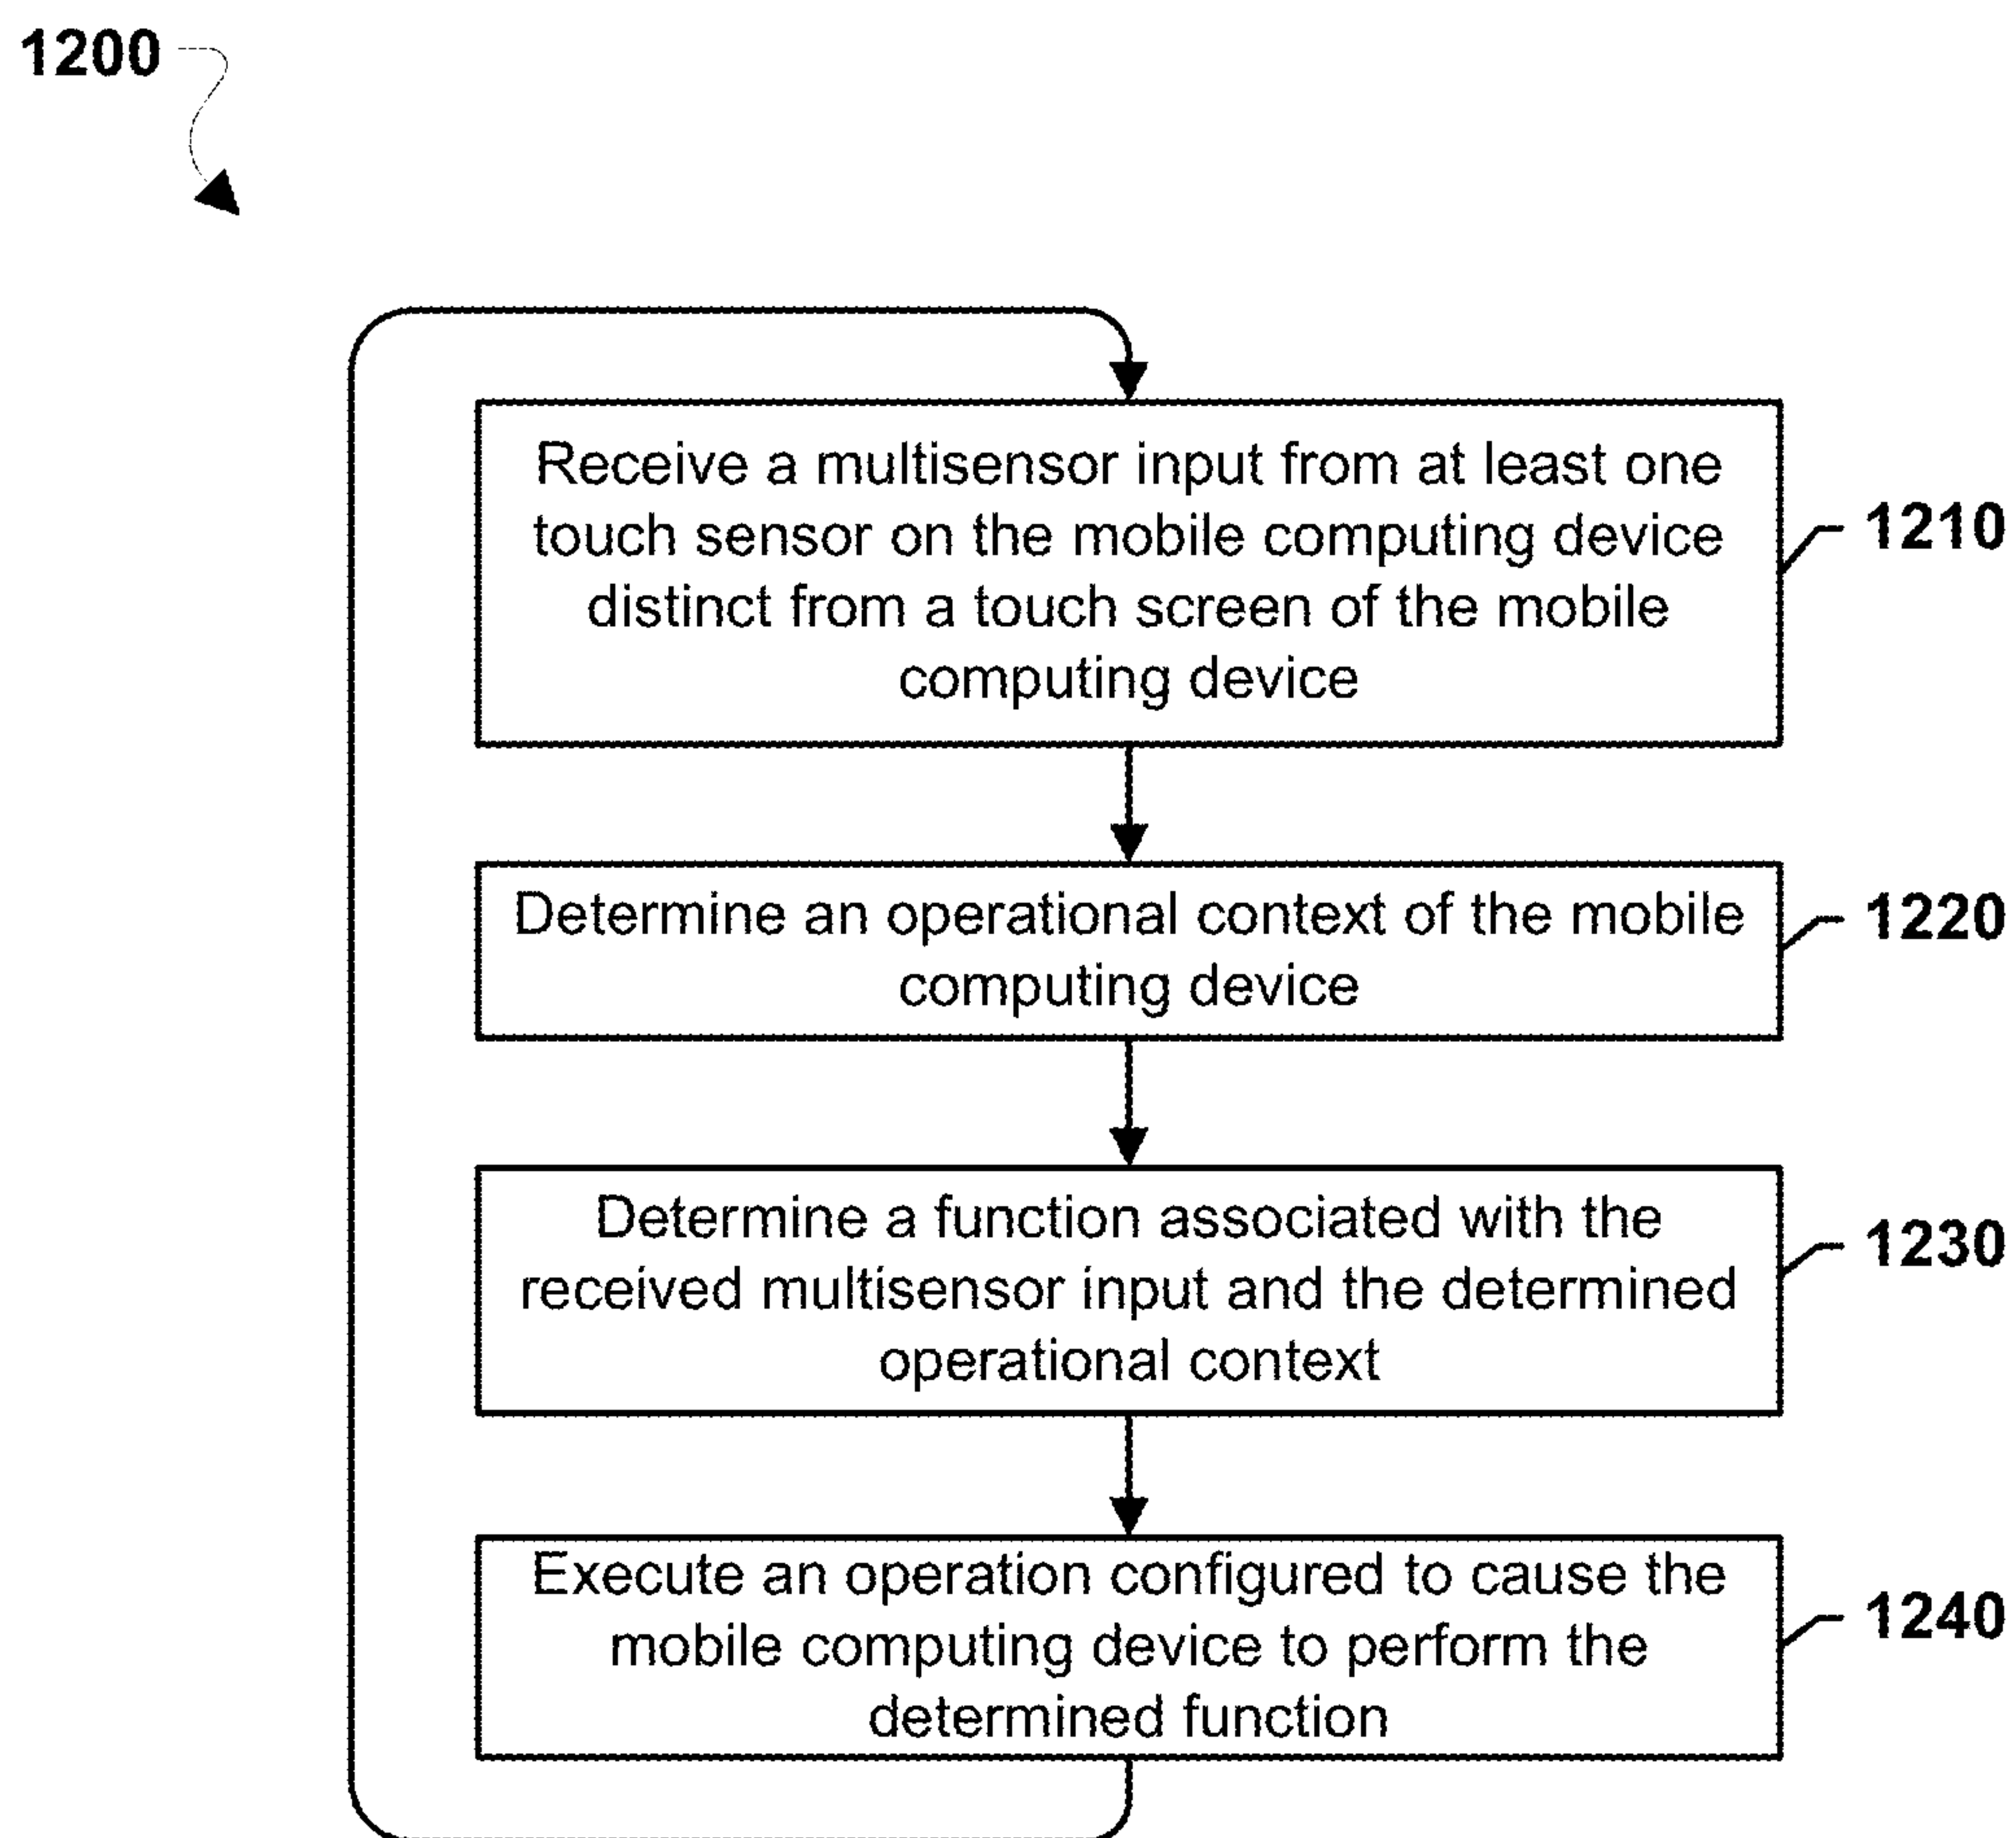 1200
Receive a multisensor input from at least one
touch sensor on the mobile computing device
distinct from a touch screen of the mobile
computing device
1210
Determine an operational context of the mobile
computing device
1220
Determine a function associated with the
received multisensor input and the determined
operational context
1230
Execute an operation configured to cause the
mobile computing device to perform the
determined function
1240